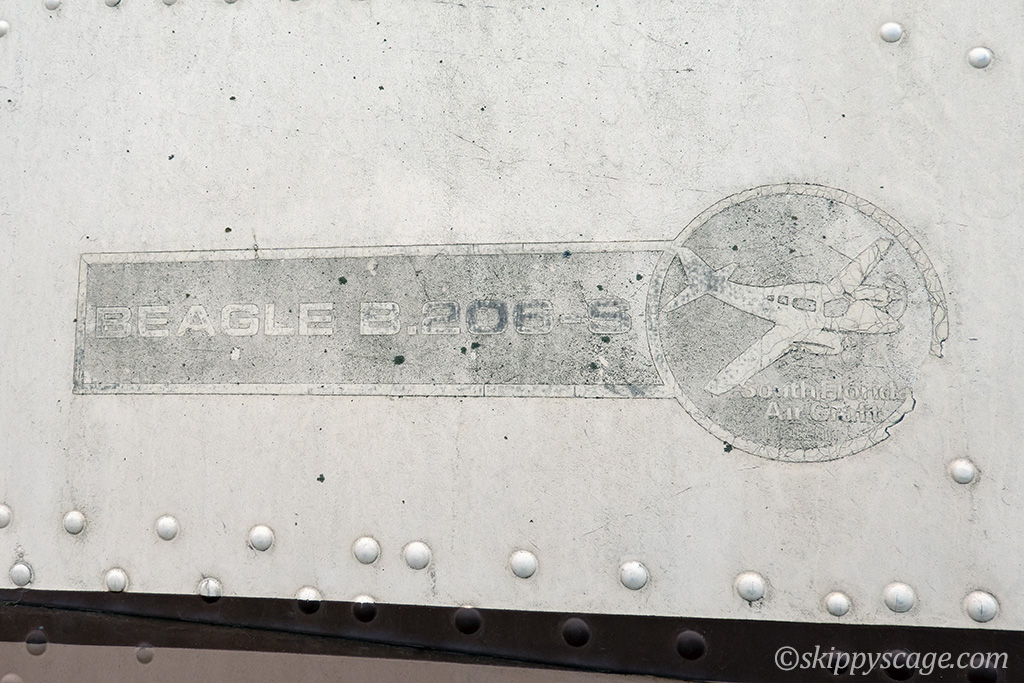 BEAGLE B.206-S
South Florida
Air Craft
©skippyscage.com